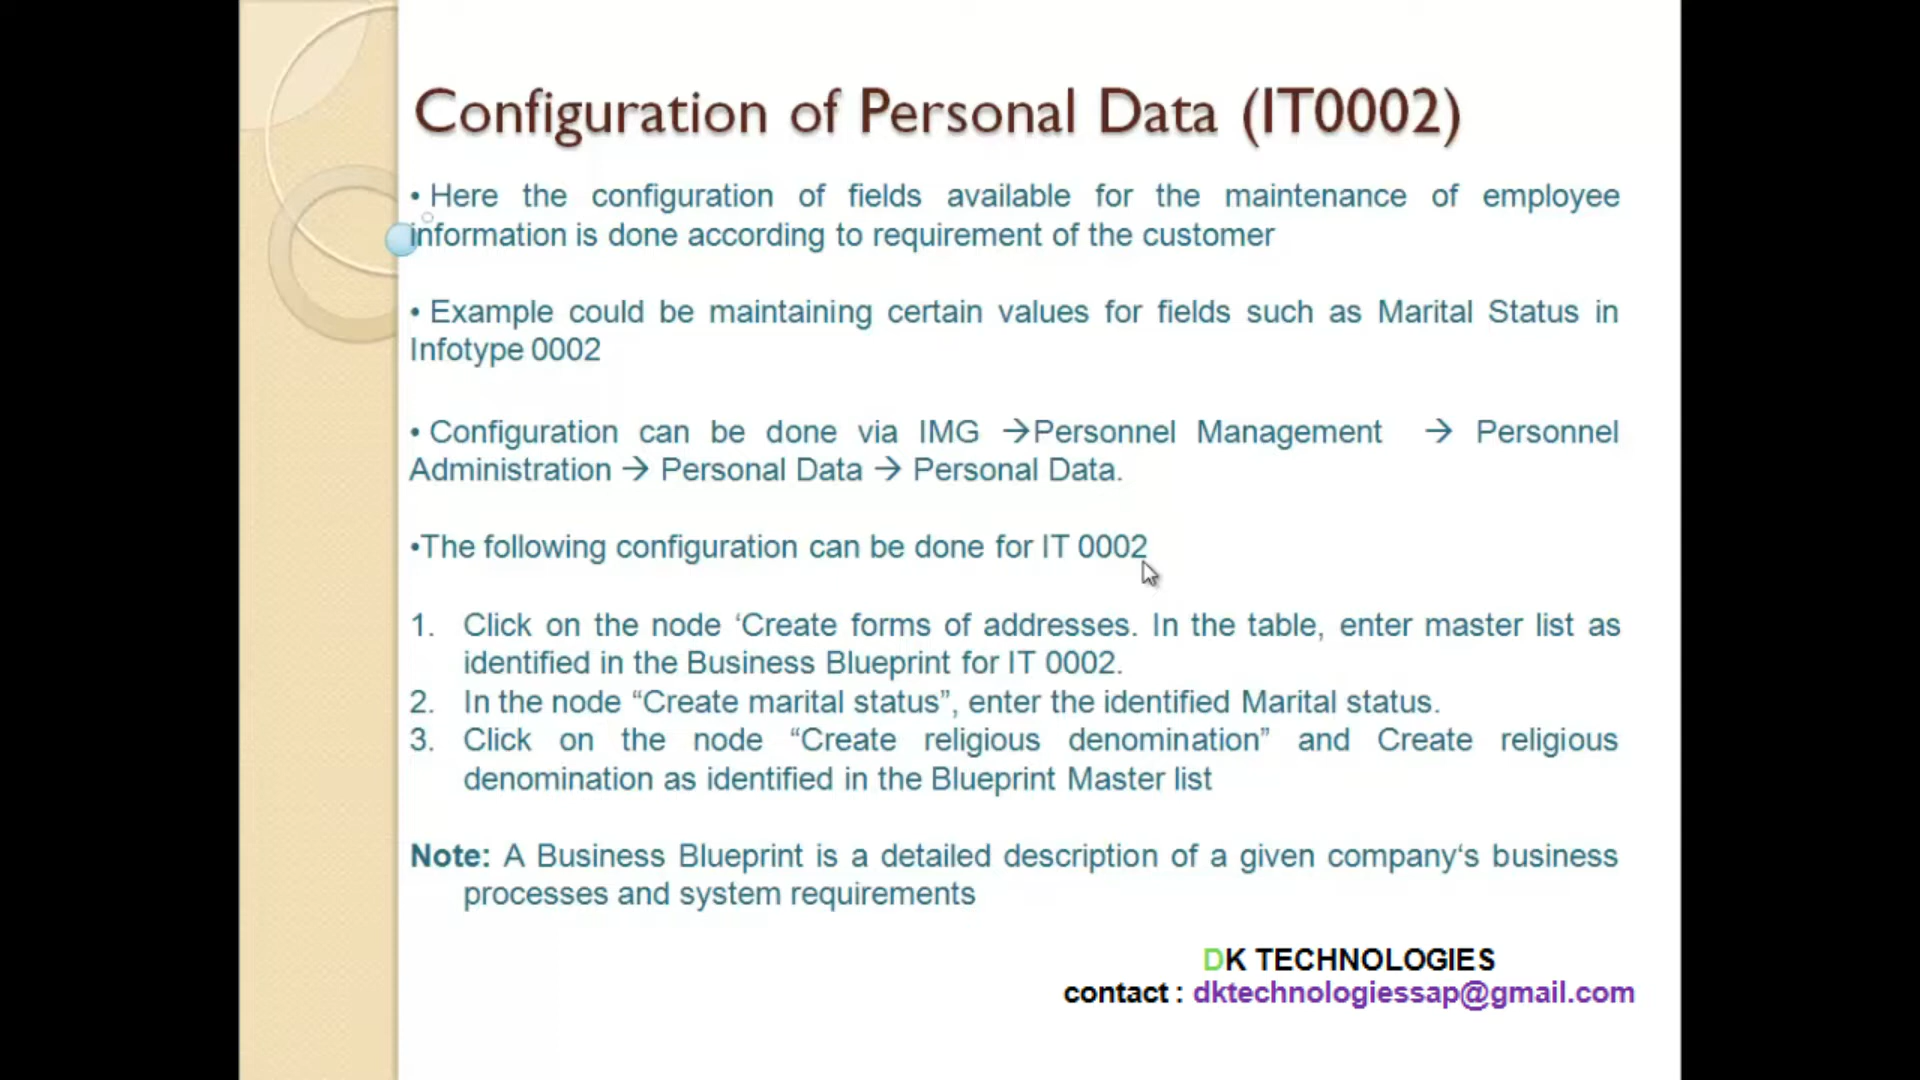 Configuration of Personal Data (IT0002)
• Here the configuration of fields available for the maintenance of employee
information is done according to requirement of the customer
• Example could be maintaining certain values for fields such as Marital Status in
Infotype 0002
• Configuration can be done via IMG →Personnel Management → Personnel
Administration → Personal Data → Personal Data.
•The following configuration can be done for IT 0002
1. Click on the node ‘Create forms of addresses. In the table, enter master list as
identified in the Business Blueprint for IT 0002.
2. In the node “Create marital status”, enter the identified Marital status.
3. Click on the node “Create religious denomination” and Create religious
denomination as identified in the Blueprint Master list
Note: A Business Blueprint is a detailed description of a given company‘s business
processes and system requirements
DK TECHNOLOGIES
contact : dktechnologiessap@gmail.com